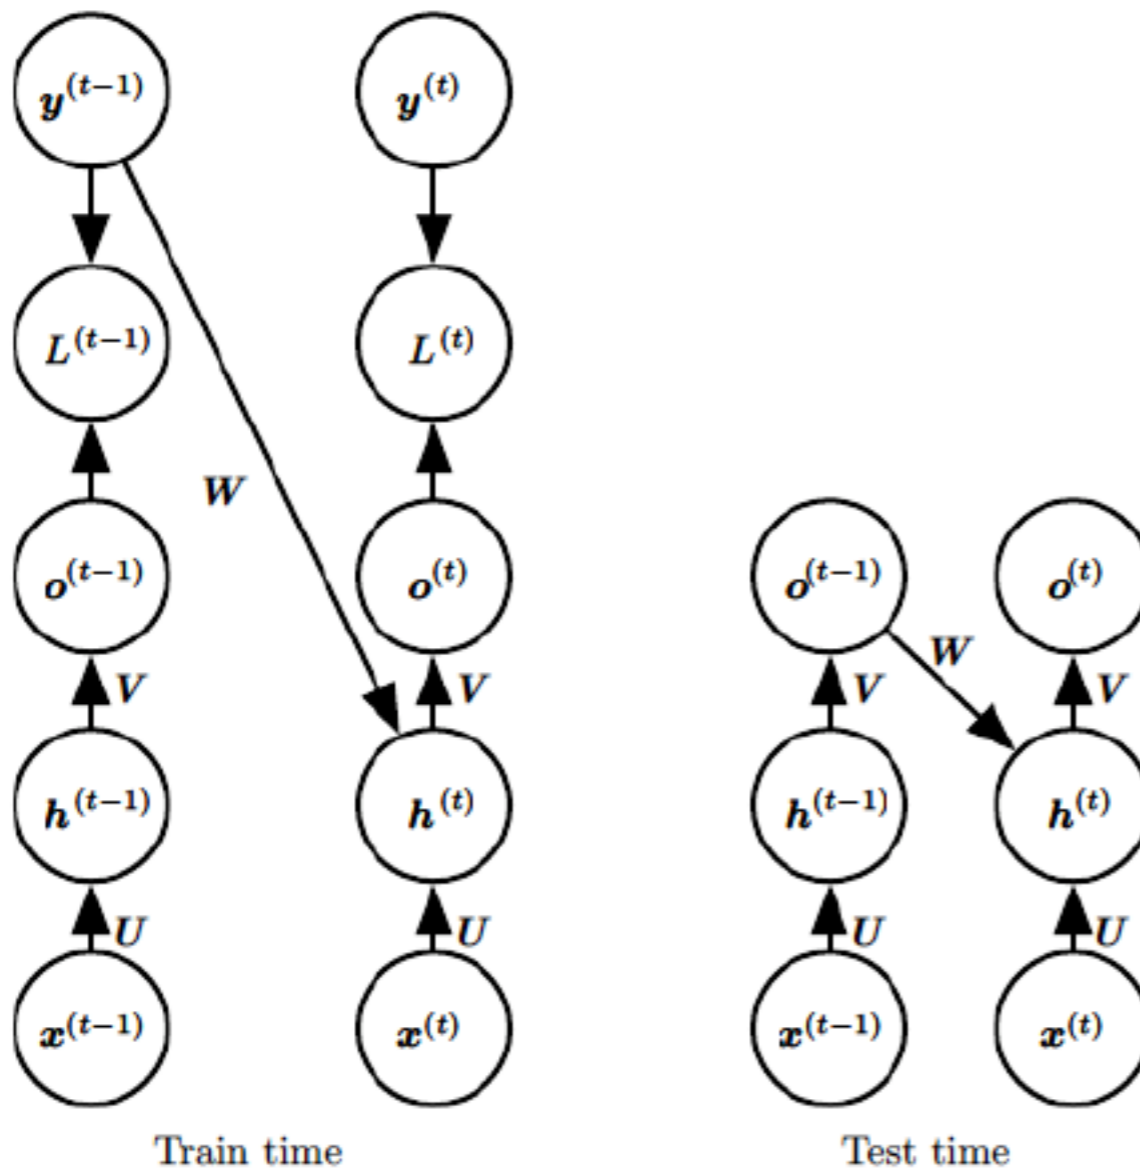 y^(t−1) y^(t)
L^(t−1) L^(t)
W
o^(t−1) o^(t) o^(t−1) o^(t)
W
V V V V
h^(t−1) h^(t) h^(t−1) h^(t)
U U U U
x^(t−1) x^(t) x^(t−1) x^(t)
Train time Test time